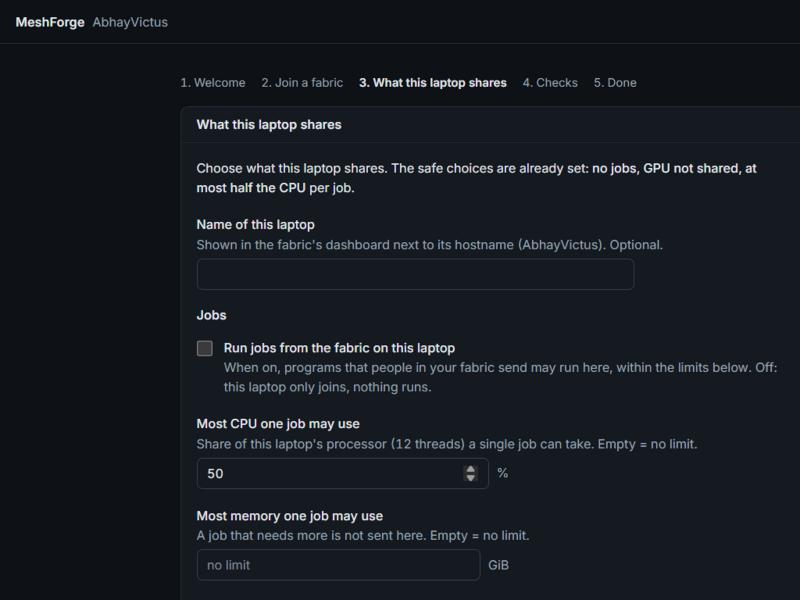 MeshForge AbhayVictus
1. Welcome 2. Join a fabric 3. What this laptop shares 4. Checks 5. Done
What this laptop shares
Choose what this laptop shares. The safe choices are already set: no jobs, GPU not shared, at
most half the CPU per job.
Name of this laptop
Shown in the fabric's dashboard next to its hostname (AbhayVictus). Optional.
Jobs
Run jobs from the fabric on this laptop
When on, programs that people in your fabric send may run here, within the limits below. Off:
this laptop only joins, nothing runs.
Most CPU one job may use
Share of this laptop's processor (12 threads) a single job can take. Empty = no limit.
50 %
Most memory one job may use
A job that needs more is not sent here. Empty = no limit.
no limit GiB